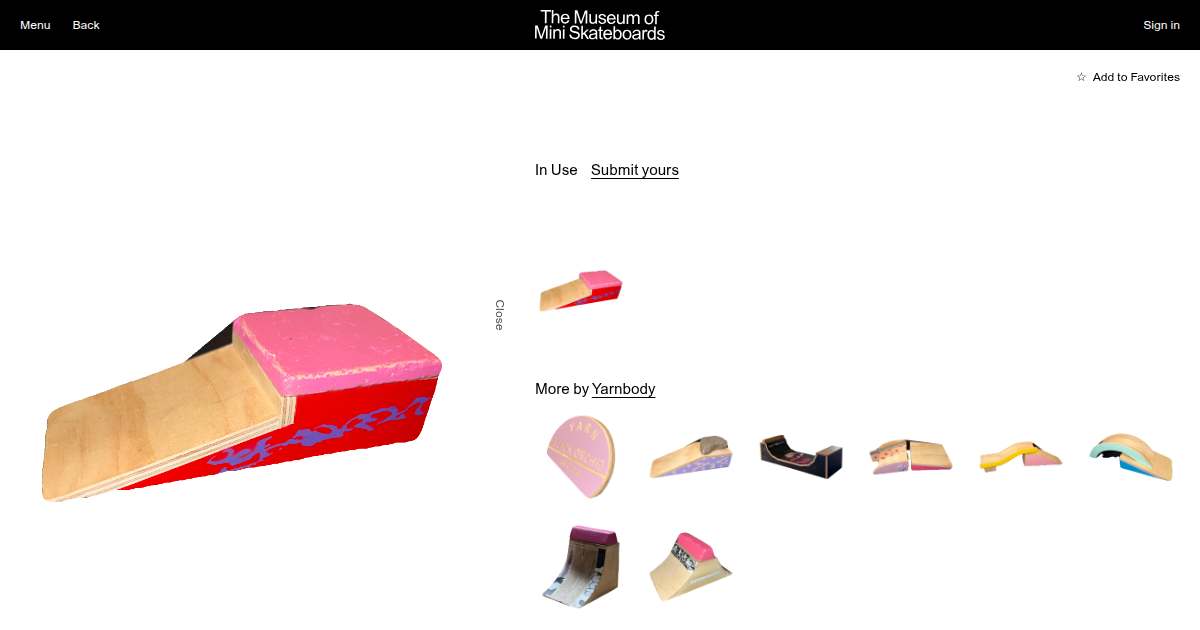 Menu
Back
The Museum of
Mini Skateboards
Sign in
☆ Add to Favorites
In Use
Submit yours
Close
More by Yarnbody
YARN